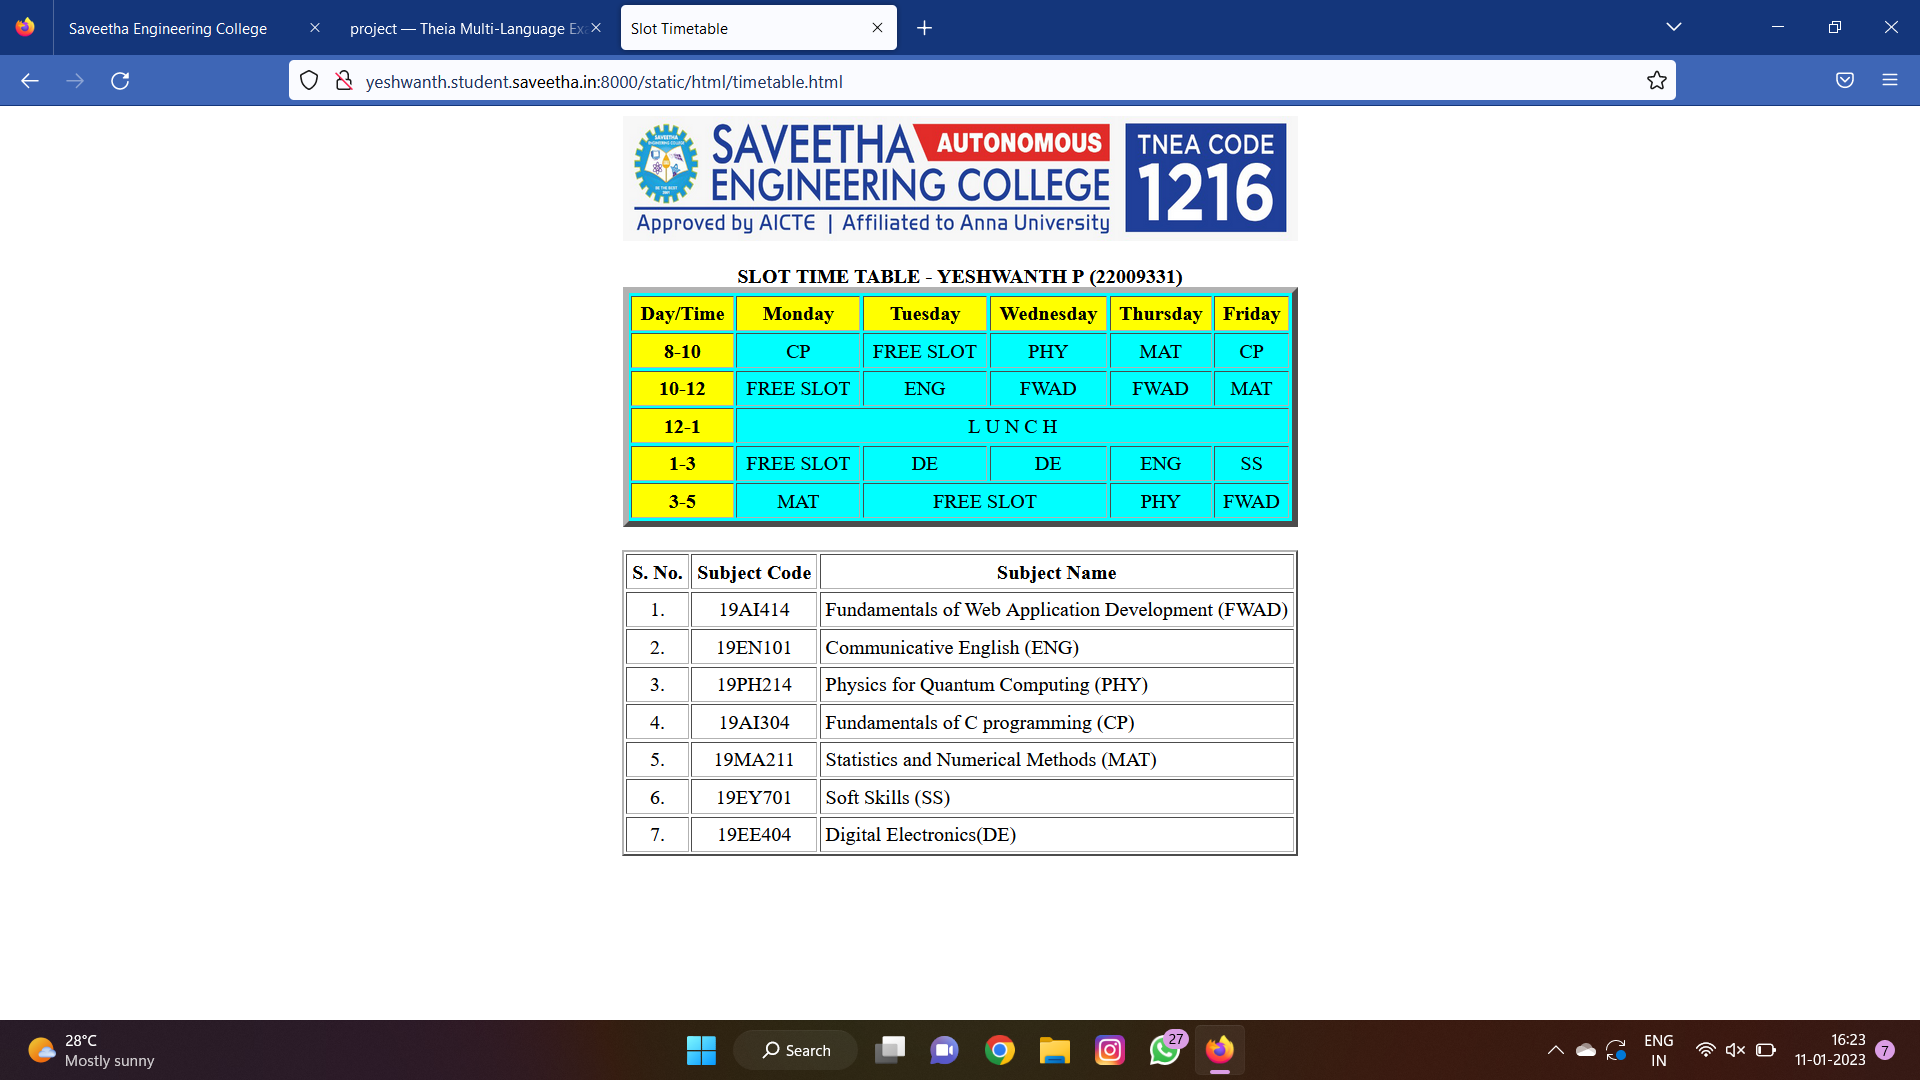 Saveetha Engineering College
project — Theia Multi-Language Ex
Slot Timetable
yeshwanth.student.saveetha.in:8000/static/html/timetable.html
SAVEETHA AUTONOMOUS
ENGINEERING COLLEGE
Approved by AICTE | Affiliated to Anna University
TNEA CODE
1216
SLOT TIME TABLE - YESHWANTH P (22009331)
Day/Time Monday Tuesday Wednesday Thursday Friday
8-10 CP FREE SLOT PHY MAT CP
10-12 FREE SLOT ENG FWAD FWAD MAT
12-1 L U N C H
1-3 FREE SLOT DE DE ENG SS
3-5 MAT FREE SLOT PHY FWAD
S. No. Subject Code Subject Name
1. 19AI414 Fundamentals of Web Application Development (FWAD)
2. 19EN101 Communicative English (ENG)
3. 19PH214 Physics for Quantum Computing (PHY)
4. 19AI304 Fundamentals of C programming (CP)
5. 19MA211 Statistics and Numerical Methods (MAT)
6. 19EY701 Soft Skills (SS)
7. 19EE404 Digital Electronics(DE)
28°C
Mostly sunny
Search
27
ENG
IN
16:23
11-01-2023
7